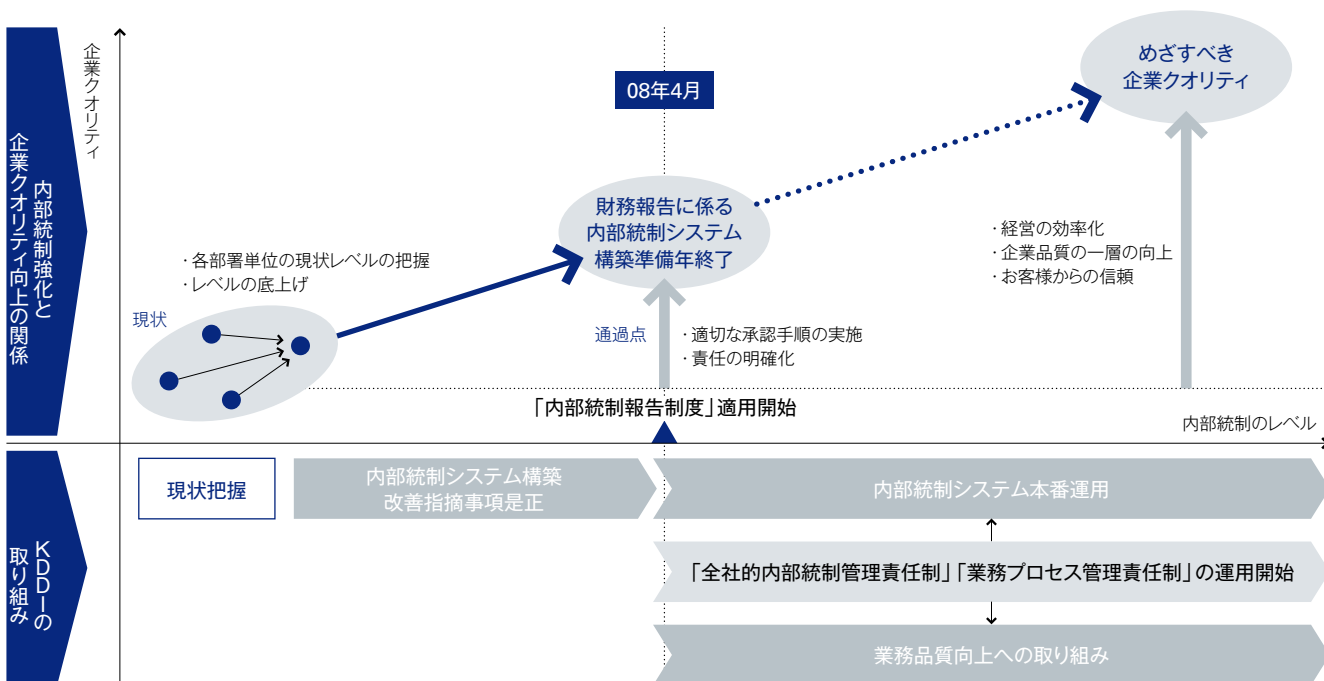 内部統制強化と
企業クオリティ向上の関係
企業クオリティ
08年4月
めざすべき
企業クオリティ
財務報告に係る
内部統制システム
構築準備年終了
・各部署単位の現状レベルの把握
・レベルの底上げ
・経営の効率化
・企業品質の一層の向上
・お客様からの信頼
現状
通過点
・適切な承認手順の実施
・責任の明確化
「内部統制報告制度」適用開始
内部統制のレベル
KDDIの
取り組み
現状把握
内部統制システム構築
改善指摘事項是正
内部統制システム本番運用
「全社的内部統制管理責任制」「業務プロセス管理責任制」の運用開始
業務品質向上への取り組み